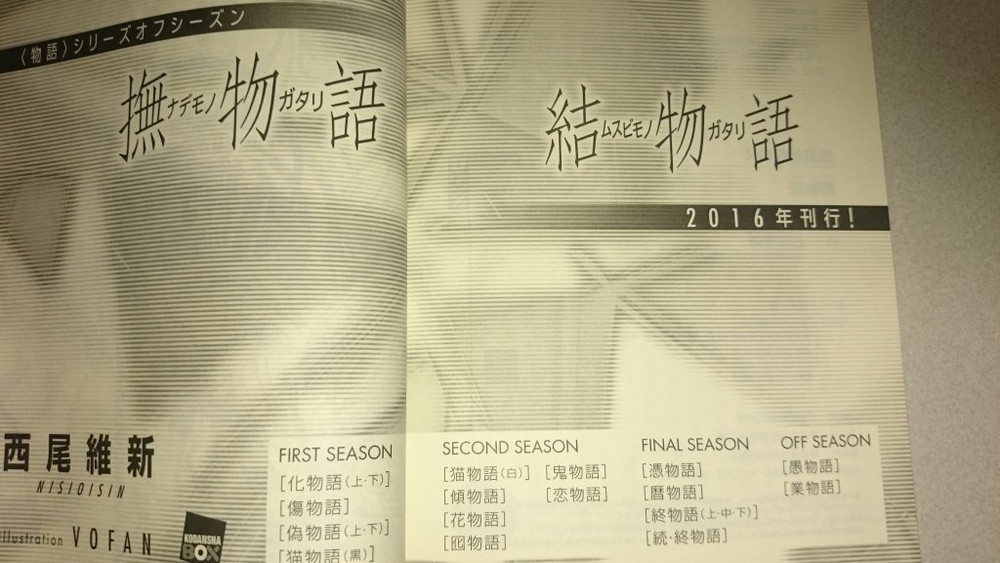 〈物語〉シリーズオフシーズン
撫ナデモノ物ガタリ語
結ムスビモノ物ガタリ語
2016年刊行!
西尾維新
NISIOISIN
Illustration VOFAN
KODANSHA
BOX
FIRST SEASON
[化物語(上・下)]
[傷物語]
[偽物語(上・下)]
[猫物語(黒)]
SECOND SEASON
[猫物語(白)]
[傾物語]
[花物語]
[囮物語]
[鬼物語]
[恋物語]
FINAL SEASON
[憑物語]
[暦物語]
[終物語(上・中・下)]
[続・終物語]
OFF SEASON
[愚物語]
[業物語]